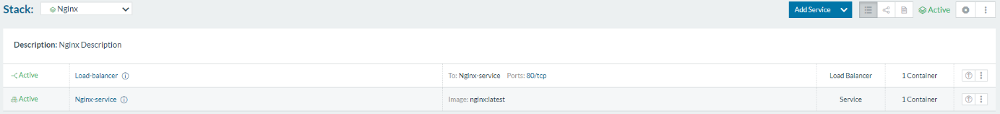 Stack: Nginx Add Service Active
Description: Nginx Description
Active Load-balancer To: Nginx-service Ports: 80/tcp Load Balancer 1 Container
Active Nginx-service Image: nginx:latest Service 1 Container